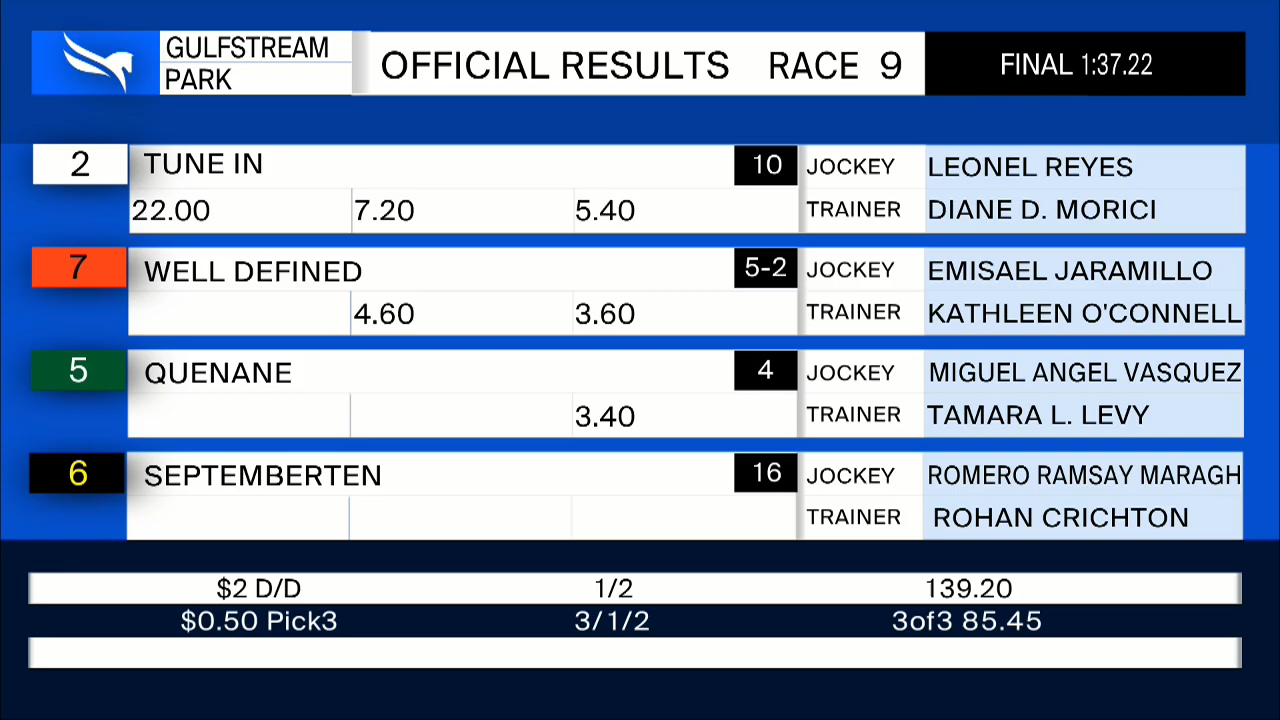 GULFSTREAM
PARK
OFFICIAL RESULTS RACE 9
FINAL 1:37.22
2 TUNE IN 10 JOCKEY LEONEL REYES
22.00 7.20 5.40 TRAINER DIANE D. MORICI
7 WELL DEFINED 5-2 JOCKEY EMISAEL JARAMILLO
4.60 3.60 TRAINER KATHLEEN O'CONNELL
5 QUENANE 4 JOCKEY MIGUEL ANGEL VASQUEZ
3.40 TRAINER TAMARA L. LEVY
6 SEPTEMBERTEN 16 JOCKEY ROMERO RAMSAY MARAGH
TRAINER ROHAN CRICHTON
$2 D/D 1/2 139.20
$0.50 Pick3 3/1/2 3of3 85.45